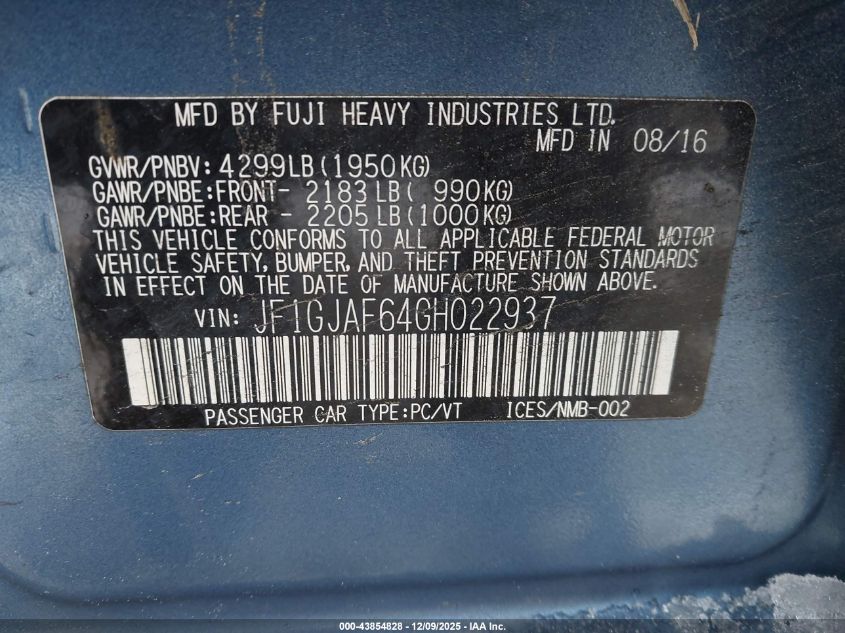 MFD BY FUJI HEAVY INDUSTRIES LTD.
MFD IN 08/16
GVWR/PNBV: 4299LB(1950KG)
GAWR/PNBE:FRONT- 2183LB( 990KG)
GAWR/PNBE:REAR - 2205LB(1000KG)
THIS VEHICLE CONFORMS TO ALL APPLICABLE FEDERAL MOTOR
VEHICLE SAFETY, BUMPER, AND THEFT PREVENTION STANDARDS
IN EFFECT ON THE DATE OF MANUFACTURE SHOWN ABOVE.
VIN: JF1GJAF64GH022937
PASSENGER CAR TYPE:PC/VT ICES/NMB-002
000-43854828 - 12/09/2025 - IAA Inc.